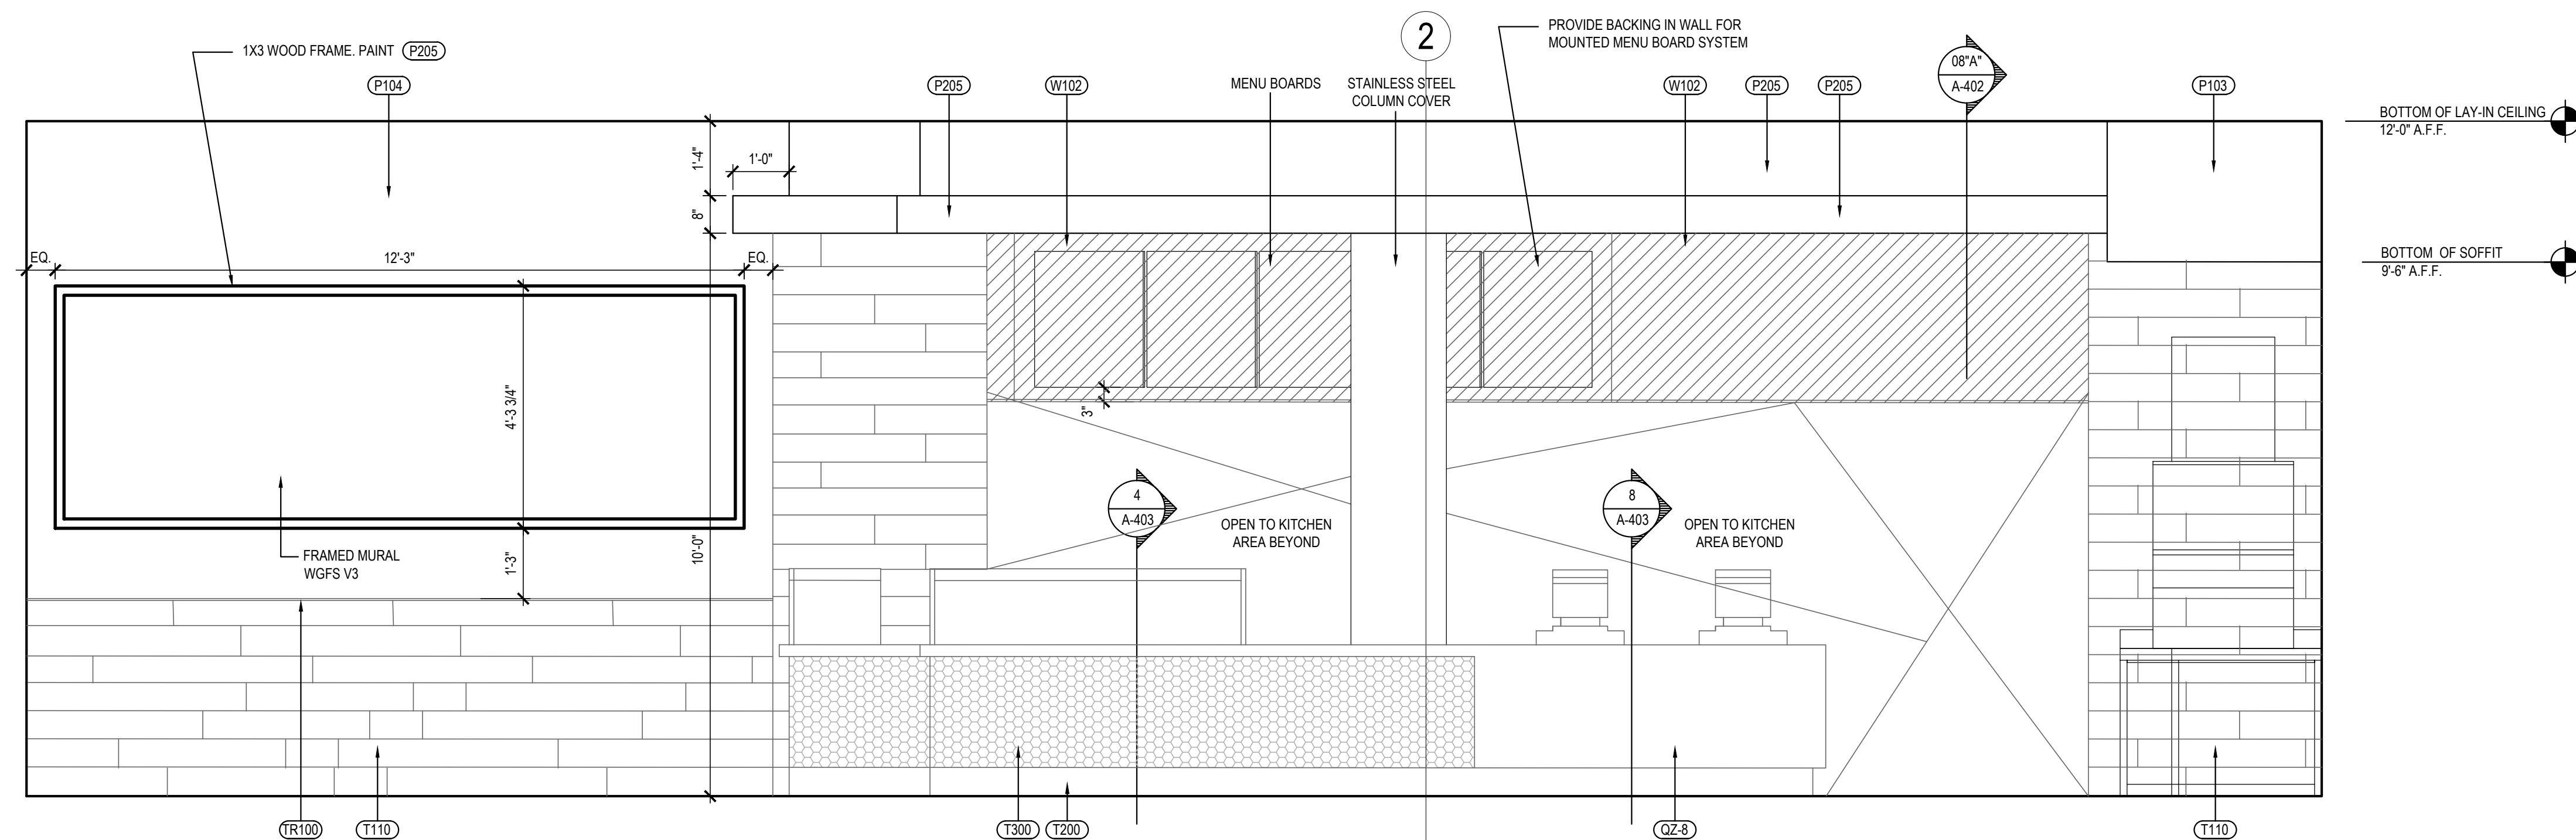 2
PROVIDE BACKING IN WALL FOR
MOUNTED MENU BOARD SYSTEM
1X3 WOOD FRAME. PAINT P205
P104
P205
W102
MENU BOARDS
STAINLESS STEEL
COLUMN COVER
W102
P205
P205
08"A"
A-402
P103
BOTTOM OF LAY-IN CEILING
12'-0" A.F.F.
1'-4"
1'-0"
8"
EQ.
12'-3"
EQ.
BOTTOM OF SOFFIT
9'-6" A.F.F.
4'-3 3/4"
3"
4
A-403
OPEN TO KITCHEN
AREA BEYOND
8
A-403
OPEN TO KITCHEN
AREA BEYOND
FRAMED MURAL
WGFS V3
1'-3"
10'-0"
TR100
T110
T300
T200
QZ-8
T110